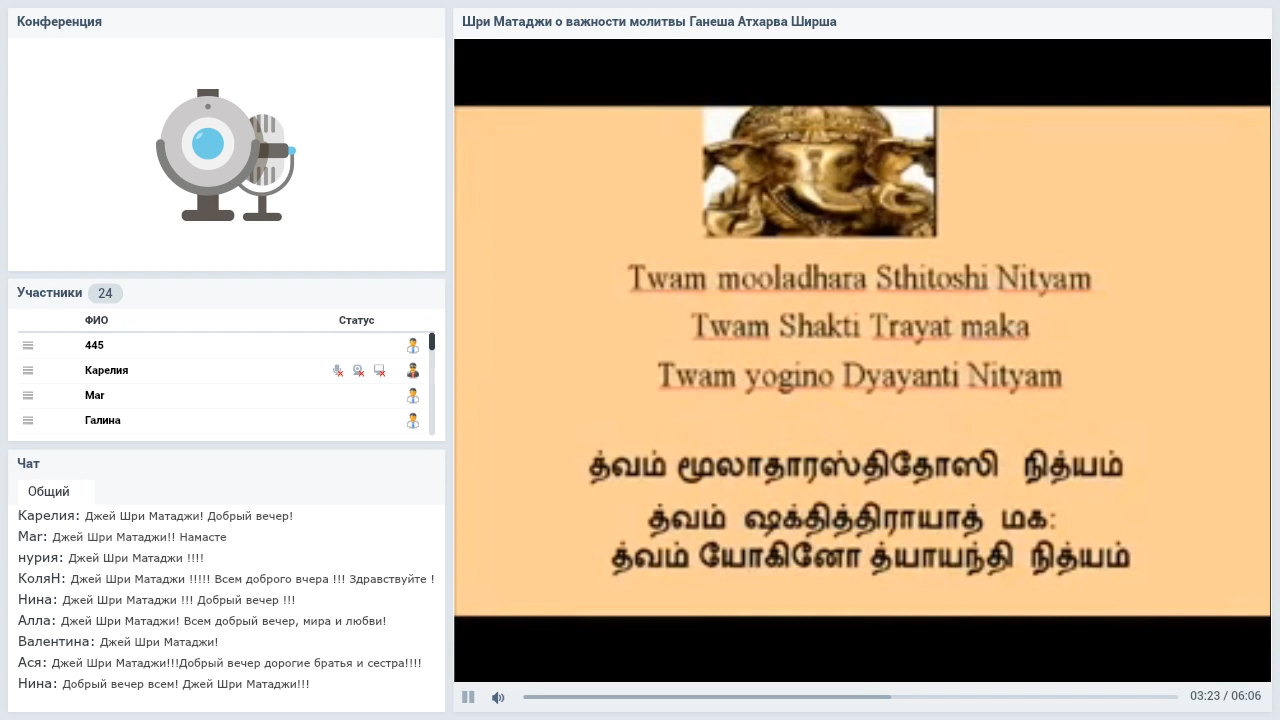 Конференция
Участники 24
ФИО Статус
445
Карелия
Mar
Галина
Чат
Общий
Карелия: Джей Шри Матаджи! Добрый вечер!
Mar: Джей Шри Матаджи!! Намасте
нурия: Джей Шри Матаджи !!!!
КоляН: Джей Шри Матаджи !!!!! Всем доброго вчера !!! Здравствуйте !
Нина: Джей Шри Матаджи !!! Добрый вечер !!!
Алла: Джей Шри Матаджи! Всем добрый вечер, мира и любви!
Валентина: Джей Шри Матаджи!
Ася: Джей Шри Матаджи!!!Добрый вечер дорогие братья и сестра!!!!
Нина: Добрый вечер всем! Джей Шри Матаджи!!!
Шри Матаджи о важности молитвы Ганеша Атхарва Ширша
Twam mooladhara Sthitoshi Nityam
Twam Shakti Trayat maka
Twam yogino Dyayanti Nityam
த்வம் மூலாதாரஸ்திதோஸி நித்யம்
த்வம் ஷக்தித்திராயாத் மக:
த்வம் யோகினோ த்யாயந்தி நித்யம்
03:23 / 06:06